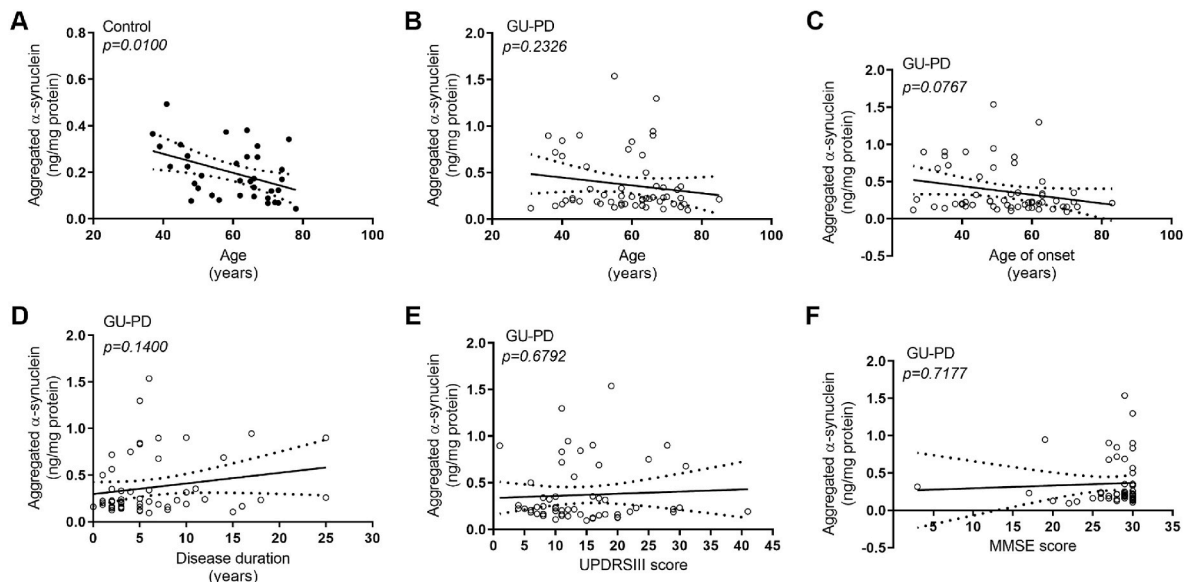 A
Control
p=0.0100
Aggregated α-synuclein
(ng/mg protein)
0.8
0.6
0.4
0.2
0.0
20
40
60
80
100
Age
(years)
B
GU-PD
p=0.2326
Aggregated α-synuclein
(ng/mg protein)
2.0
1.5
1.0
0.5
0.0
20
40
60
80
100
Age
(years)
C
GU-PD
p=0.0767
Aggregated α-synuclein
(ng/mg protein)
2.0
1.5
1.0
0.5
0.0
-0.5
40
60
80
100
Age of onset
(years)
D
GU-PD
p=0.1400
Aggregated α-synuclein
(ng/mg protein)
2.0
1.5
1.0
0.5
0.0
0
5
10
15
20
25
30
Disease duration
(years)
E
GU-PD
p=0.6792
Aggregated α-synuclein
(ng/mg protein)
2.0
1.5
1.0
0.5
0.0
0
5
10
15
20
25
30
35
40
45
UPDRSIII score
F
GU-PD
p=0.7177
Aggregated α-synuclein
(ng/mg protein)
2.0
1.5
1.0
0.5
0.0
-0.5
5
10
15
20
25
30
35
MMSE score